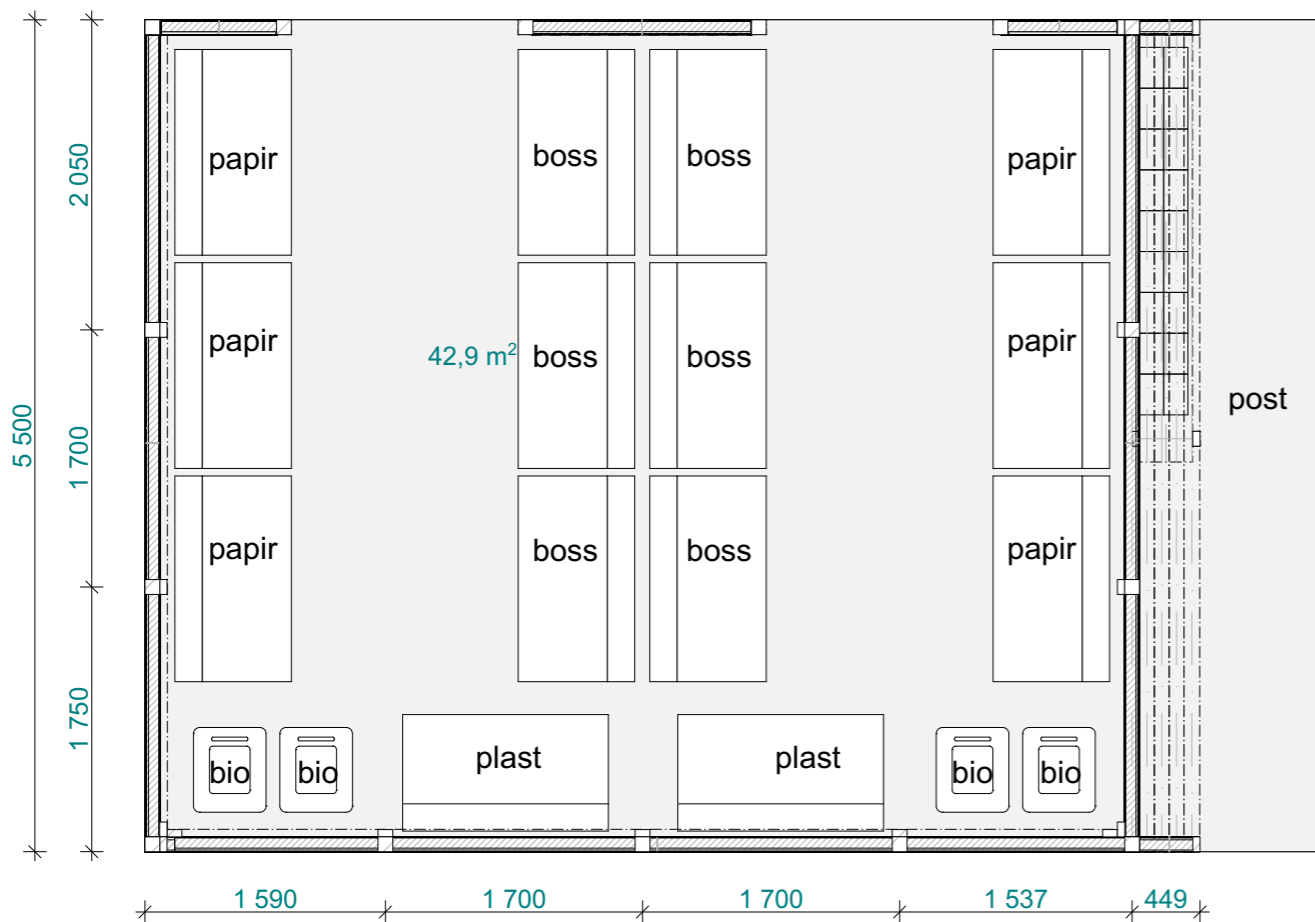 papir boss boss papir
2 050
papir boss 42,9 m² boss papir
post
5 500
1 700
papir boss boss papir
1 750
bio bio plast plast bio bio
1 590 1 700 1 700 1 537 449